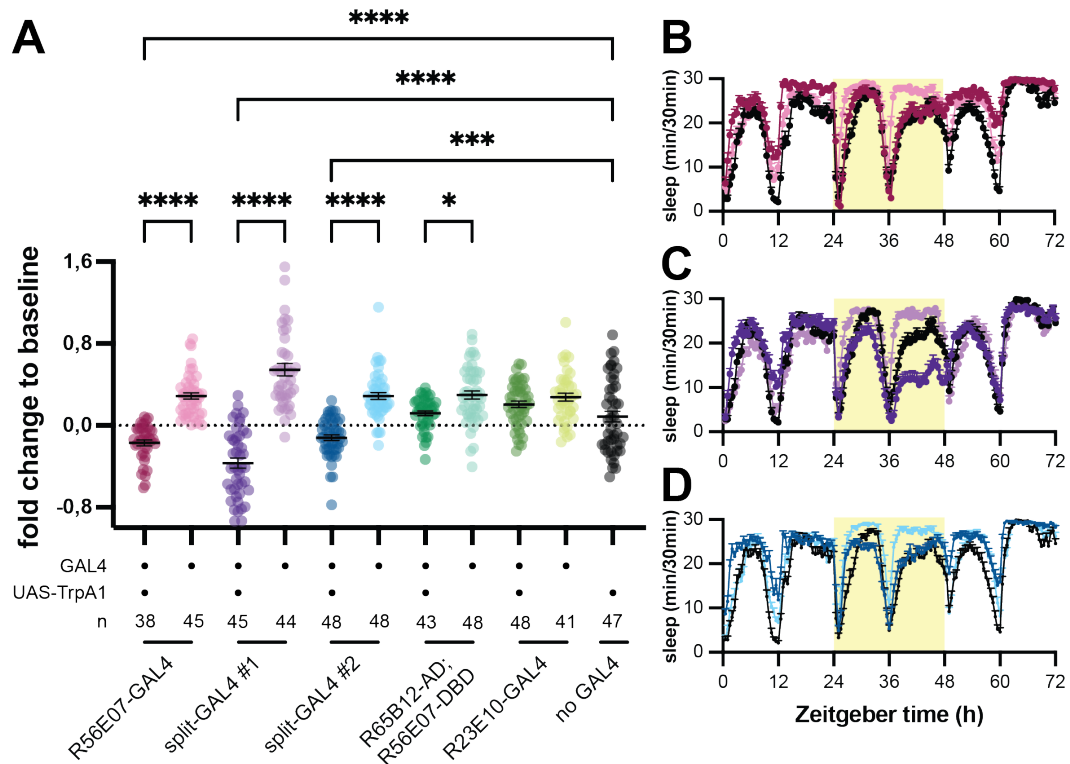 A
****
****
***
****
****
****
*
fold change to baseline
1,6
0,8
0,0
-0,8
GAL4
UAS-TrpA1
n
38 45 45 44 48 48 43 48 48 41 47
R56E07-GAL4
split-GAL4 #1
split-GAL4 #2
R65B12-AD;
R56E07-DBD
R23E10-GAL4
no GAL4
B
sleep (min/30min)
30
20
10
0
0 12 24 36 48 60 72
C
sleep (min/30min)
30
20
10
0
0 12 24 36 48 60 72
D
sleep (min/30min)
30
20
10
0
0 12 24 36 48 60 72
Zeitgeber time (h)